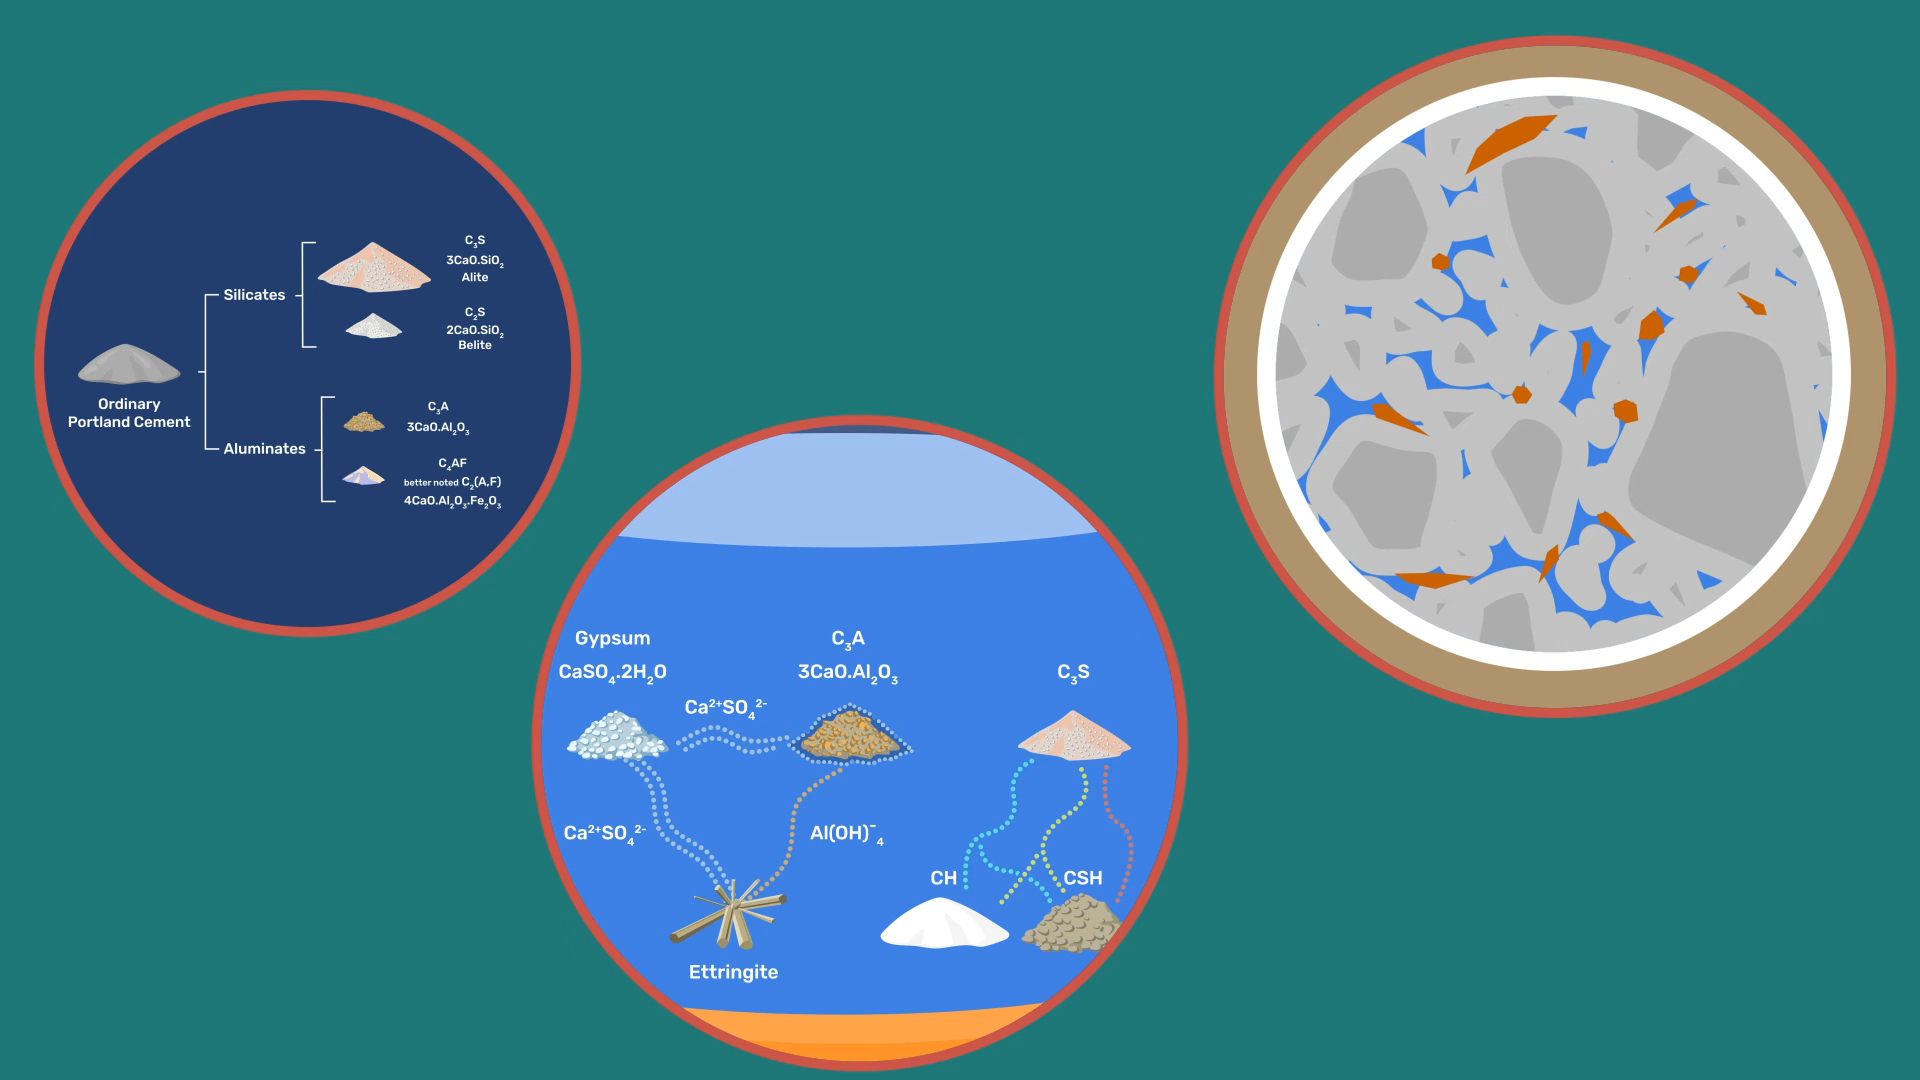 Ordinary
Portland Cement
Silicates
C₃S
3CaO.SiO₂
Alite
C₂S
2CaO.SiO₂
Belite
Aluminates
C₃A
3CaO.Al₂O₃
C₄AF
better noted C₂(A,F)
4CaO.Al₂O₃.Fe₂O₃
Gypsum
CaSO₄.2H₂O
Ca²⁺SO₄²⁻
C₃A
3CaO.Al₂O₃
C₃S
Ca²⁺SO₄²⁻
Al(OH)⁻₄
CH
CSH
Ettringite